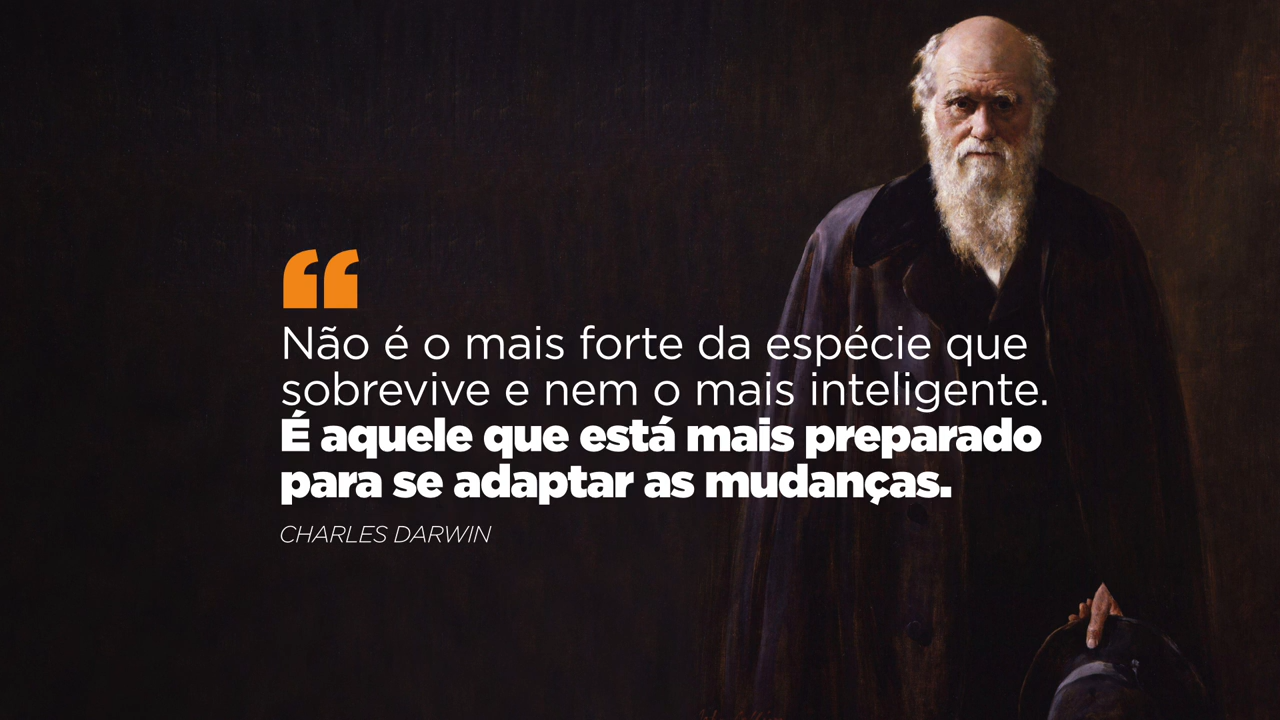 “
Não é o mais forte da espécie que
sobrevive e nem o mais inteligente.
É aquele que está mais preparado
para se adaptar as mudanças.
CHARLES DARWIN